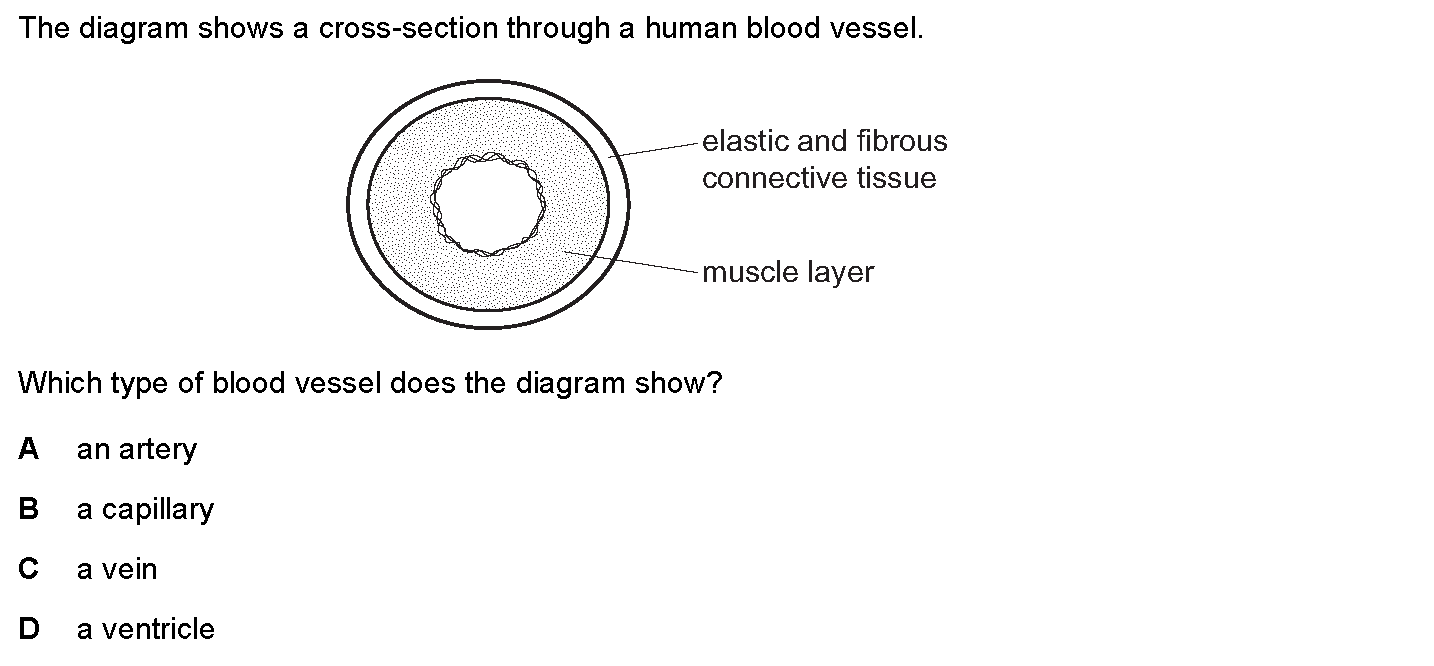 The diagram shows a cross-section through a human blood vessel.
elastic and fibrous
connective tissue
muscle layer
Which type of blood vessel does the diagram show?
A an artery
B a capillary
C a vein
D a ventricle